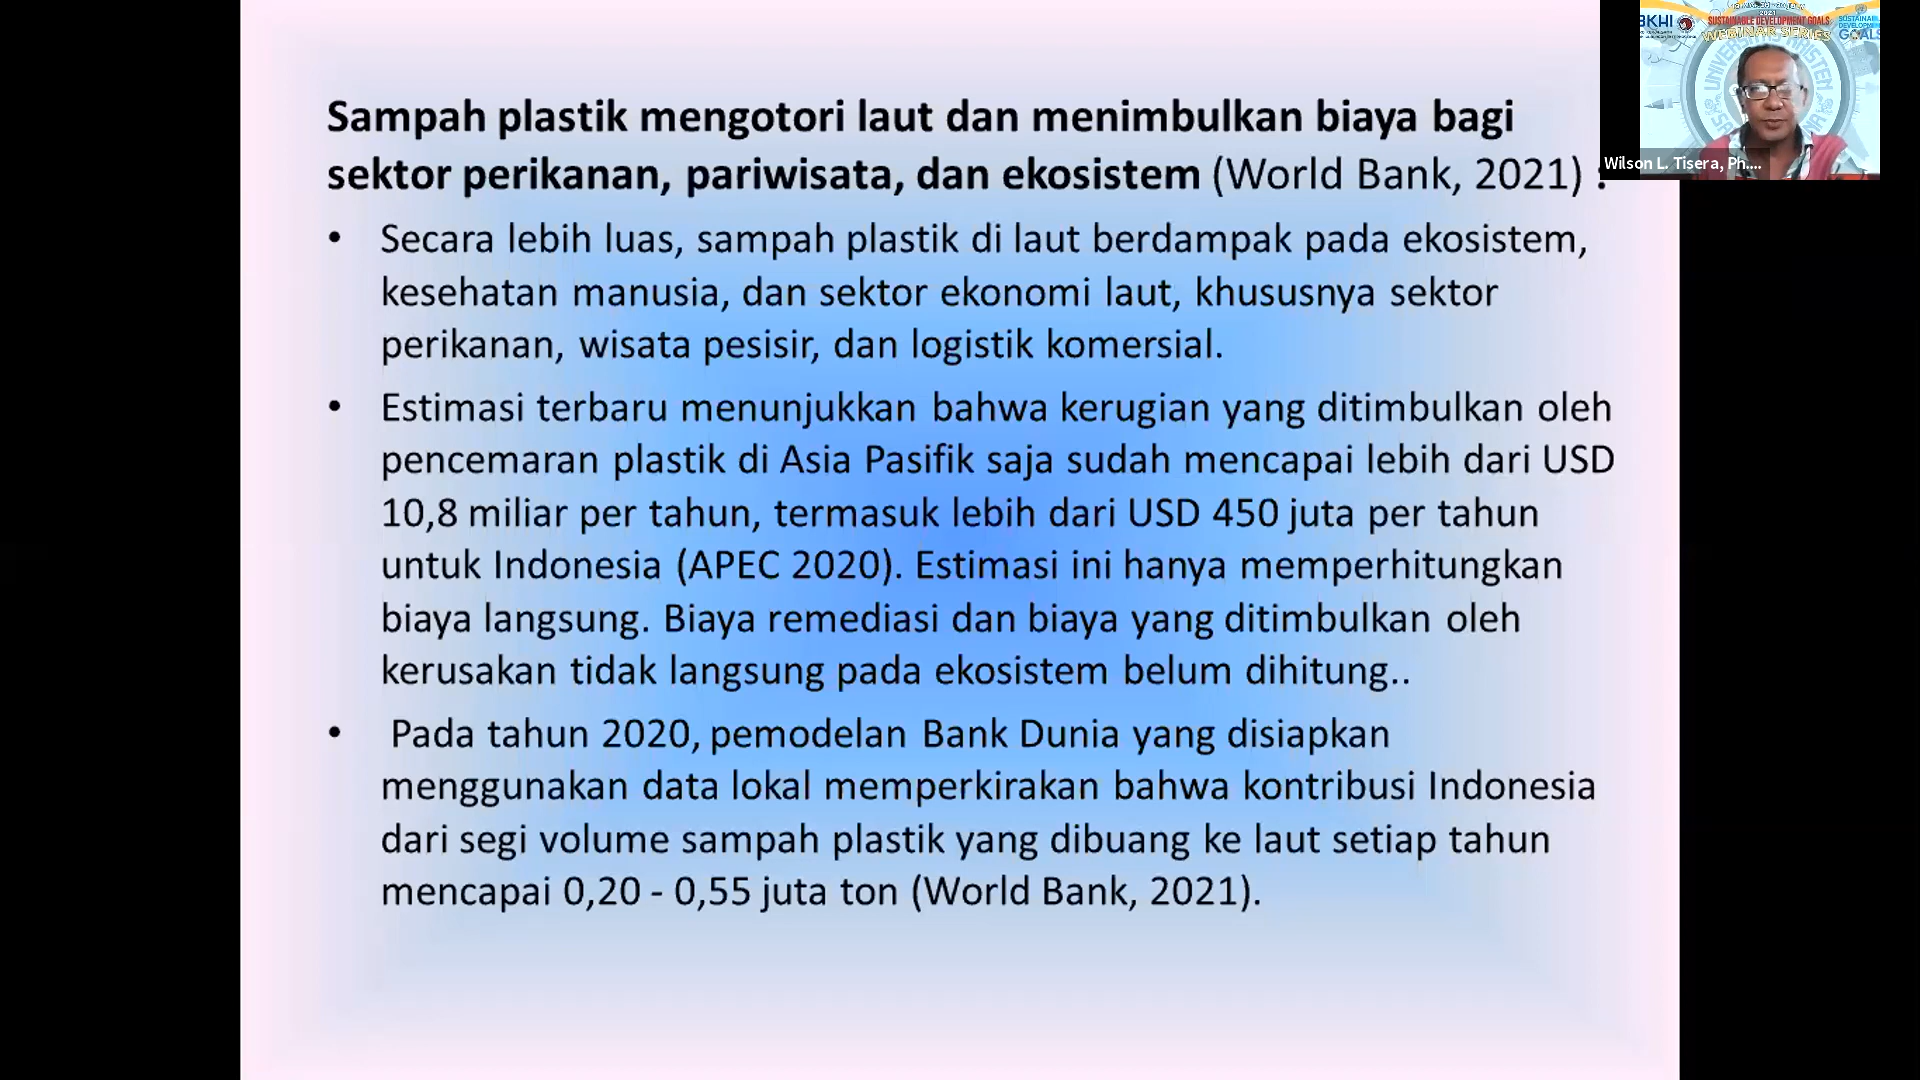 Sampah plastik mengotori laut dan menimbulkan biaya bagi
sektor perikanan, pariwisata, dan ekosistem (World Bank, 2021) :
• Secara lebih luas, sampah plastik di laut berdampak pada ekosistem,
kesehatan manusia, dan sektor ekonomi laut, khususnya sektor
perikanan, wisata pesisir, dan logistik komersial.
• Estimasi terbaru menunjukkan bahwa kerugian yang ditimbulkan oleh
pencemaran plastik di Asia Pasifik saja sudah mencapai lebih dari USD
10,8 miliar per tahun, termasuk lebih dari USD 450 juta per tahun
untuk Indonesia (APEC 2020). Estimasi ini hanya memperhitungkan
biaya langsung. Biaya remediasi dan biaya yang ditimbulkan oleh
kerusakan tidak langsung pada ekosistem belum dihitung..
• Pada tahun 2020, pemodelan Bank Dunia yang disiapkan
menggunakan data lokal memperkirakan bahwa kontribusi Indonesia
dari segi volume sampah plastik yang dibuang ke laut setiap tahun
mencapai 0,20 - 0,55 juta ton (World Bank, 2021).
2021
BKHI
SUSTAINABLE DEVELOPMENT GOALS
WEBINAR SERIES
GOALS
UNIVERSITAS KRISTEN
Wilson L. Tisera, Ph....